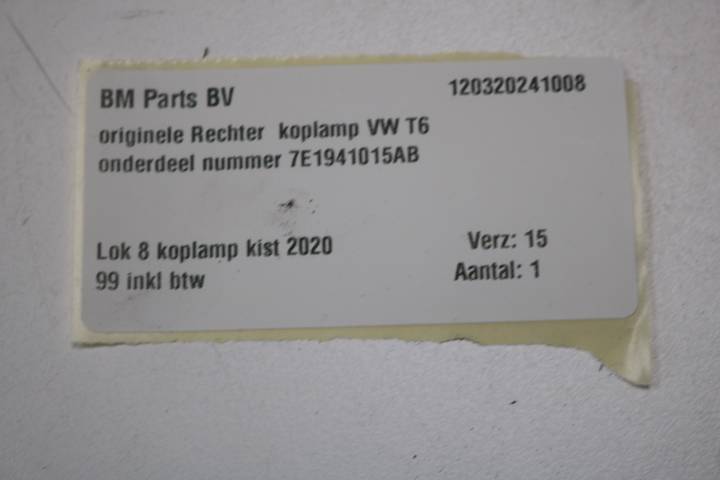 BM Parts BV 120320241008
originele Rechter koplamp VW T6
onderdeel nummer 7E1941015AB
Lok 8 koplamp kist 2020 Verz: 15
99 inkl btw Aantal: 1